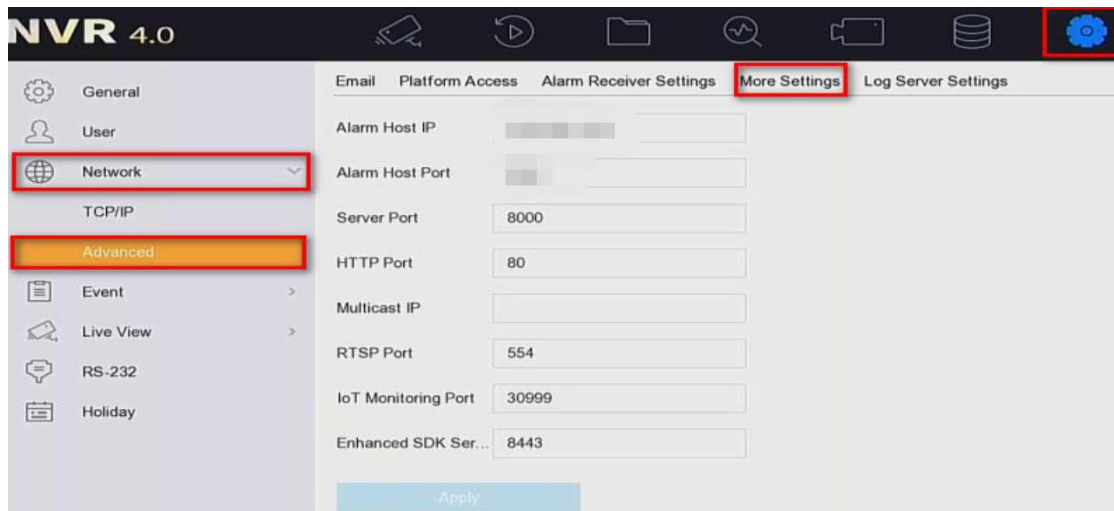 NVR 4.0
General
User
Network
TCP/IP
Advanced
Event
Live View
RS-232
Holiday
Email Platform Access Alarm Receiver Settings More Settings Log Server Settings
Alarm Host IP
Alarm Host Port
Server Port 8000
HTTP Port 80
Multicast IP
RTSP Port 554
IoT Monitoring Port 30999
Enhanced SDK Ser... 8443
Apply